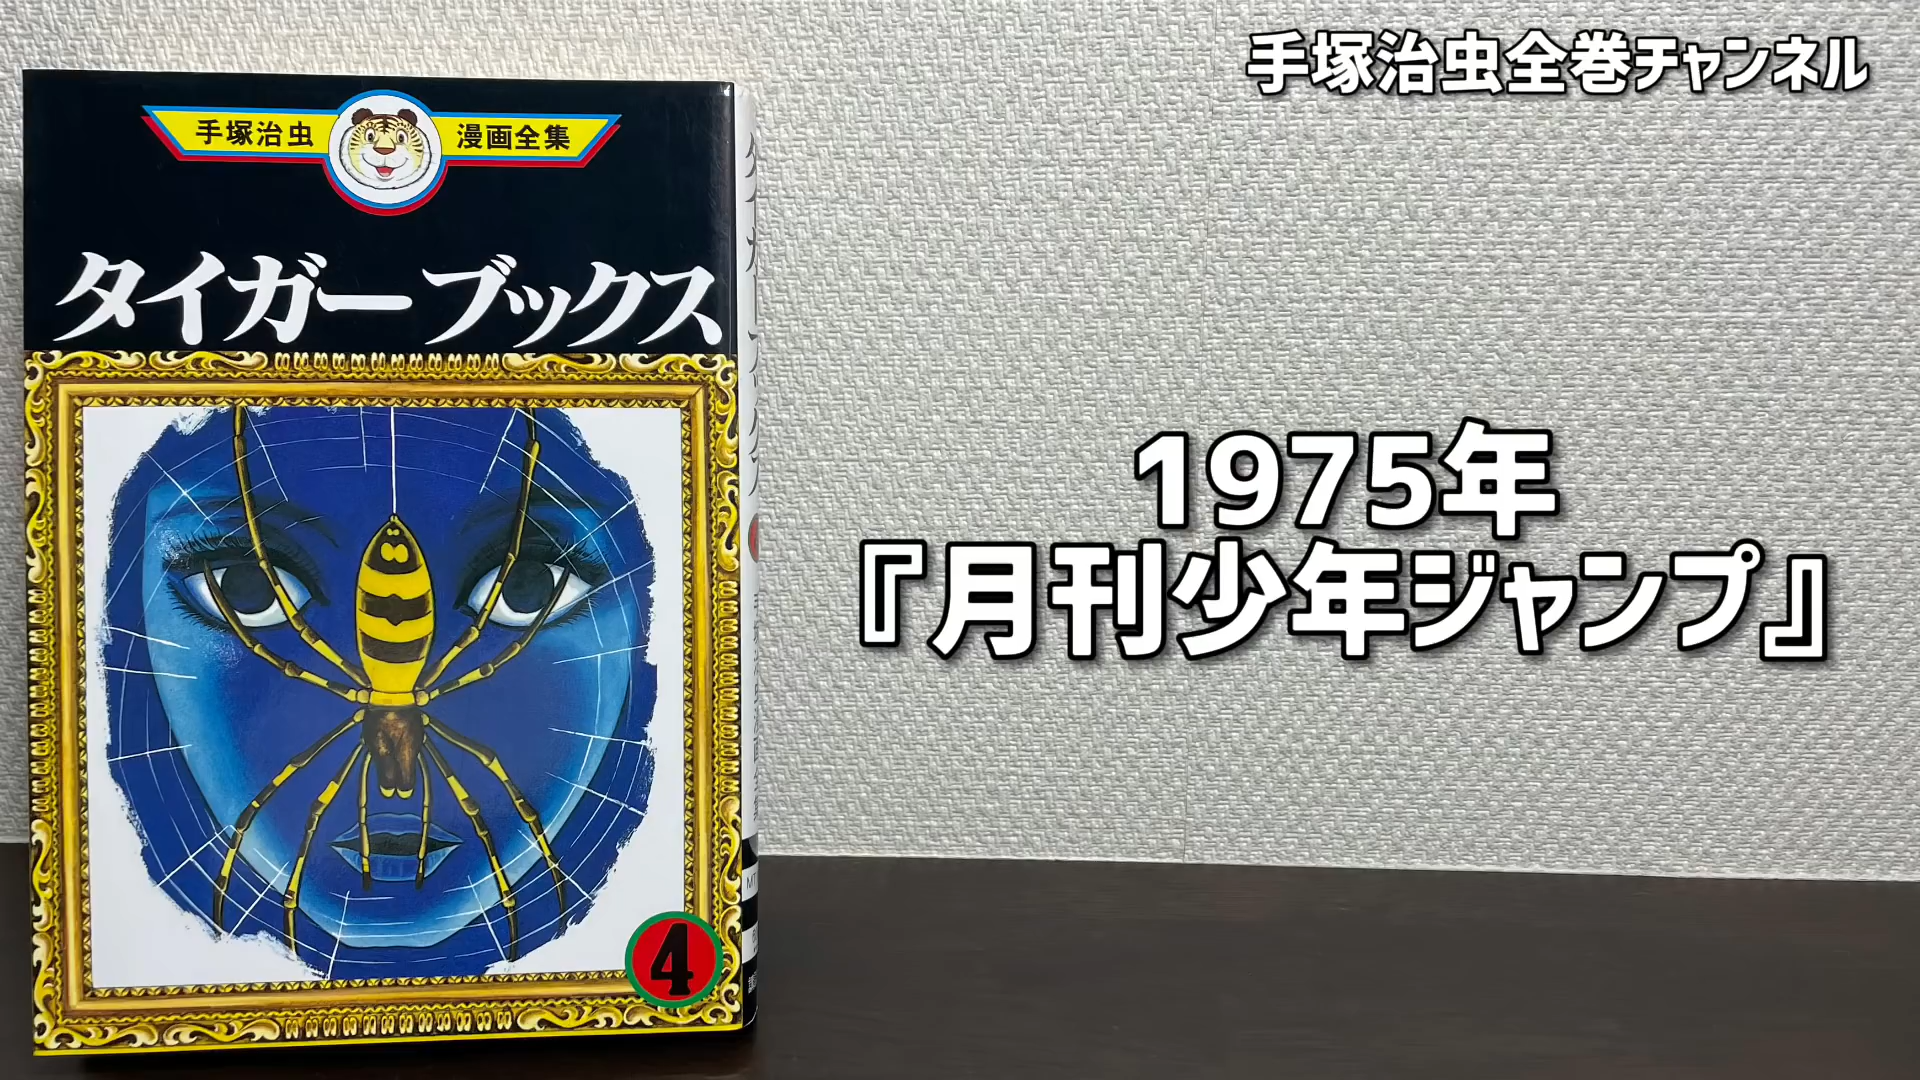 手塚治虫全巻チャンネル
手塚治虫 漫画全集
タイガーブックス
4
1975年
『月刊少年ジャンプ』